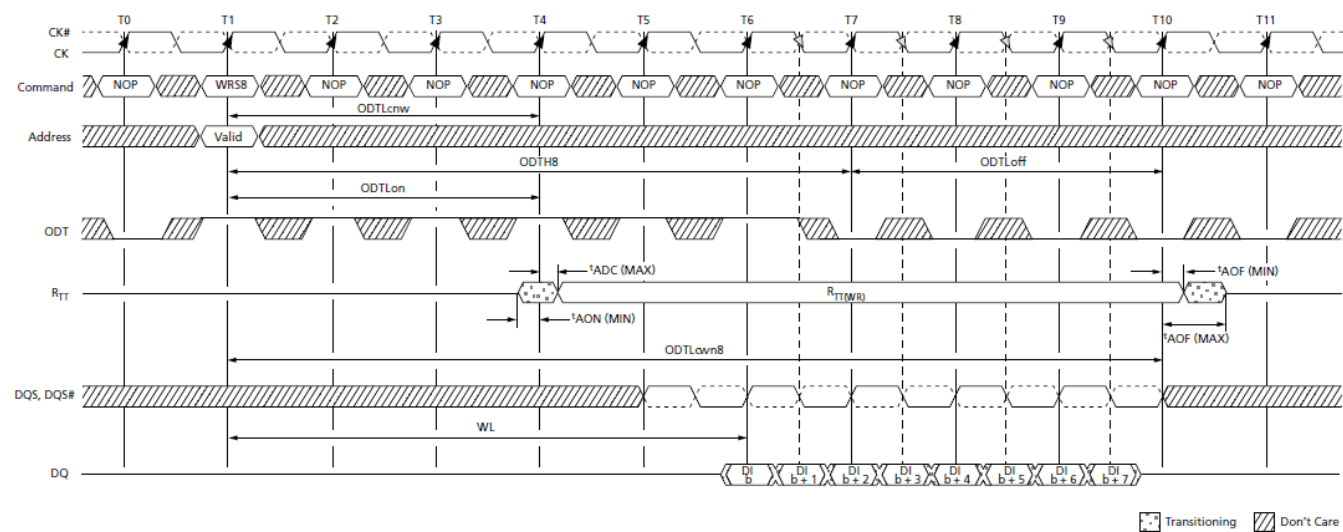 T0 T1 T2 T3 T4 T5 T6 T7 T8 T9 T10 T11
CK#
CK
Command NOP WRS8 NOP NOP NOP NOP NOP NOP NOP NOP NOP NOP
ODTLcnw
Address Valid
ODTH8 ODTLoff
ODTLon
ODT
tADC (MAX) tAOF (MIN)
RTT RTT(WR)
tAON (MIN) tAOF (MAX)
ODTLcwn8
DQS, DQS#
WL
DQ DI b DI b + 1 DI b + 2 DI b + 3 DI b + 4 DI b + 5 DI b + 6 DI b + 7
Transitioning Don't Care